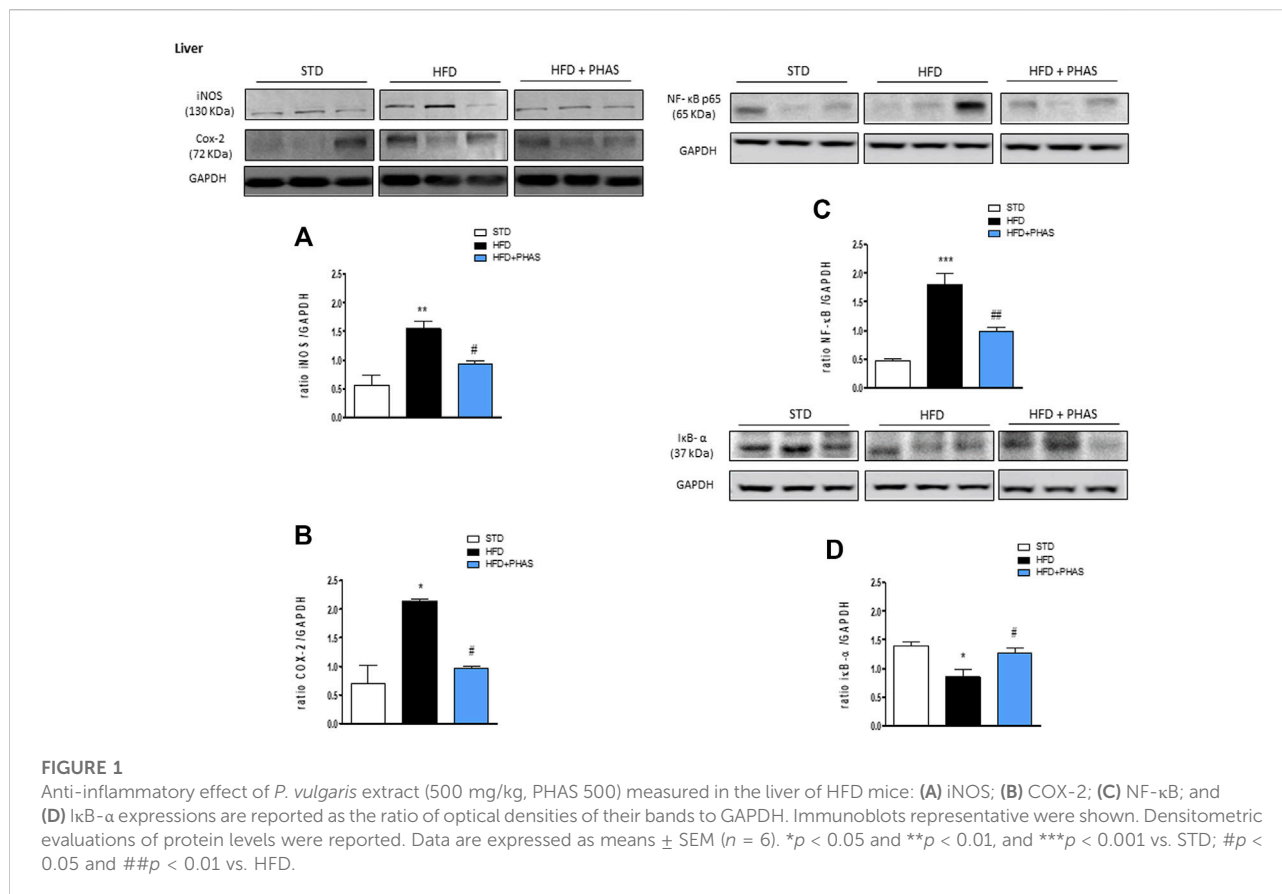 Liver
STD HFD HFD + PHAS
iNOS
(130 KDa)
Cox-2
(72 KDa)
GAPDH
STD HFD HFD + PHAS
NF- κB p65
(65 KDa)
GAPDH
A
STD
HFD
HFD+PHAS
2.5
2.0
1.5
1.0
0.5
0.0
ratio iNOS/GAPDH
**
#
C
STD
HFD
HFD+PHAS
2.5
2.0
1.5
1.0
0.5
0.0
ratio NF-κB /GAPDH
***
##
STD HFD HFD + PHAS
IκB- α
(37 kDa)
GAPDH
B
STD
HFD
HFD+PHAS
2.5
2.0
1.5
1.0
0.5
0.0
ratio COX-2/GAPDH
*
#
D
STD
HFD
HFD+PHAS
2.5
2.0
1.5
1.0
0.5
0.0
ratio iκB-α /GAPDH
*
#
FIGURE 1
Anti-inflammatory effect of P. vulgaris extract (500 mg/kg, PHAS 500) measured in the liver of HFD mice: (A) iNOS; (B) COX-2; (C) NF-κB; and
(D) IκB-α expressions are reported as the ratio of optical densities of their bands to GAPDH. Immunoblots representative were shown. Densitometric
evaluations of protein levels were reported. Data are expressed as means ± SEM (n = 6). *p < 0.05 and **p < 0.01, and ***p < 0.001 vs. STD; #p <
0.05 and ##p < 0.01 vs. HFD.